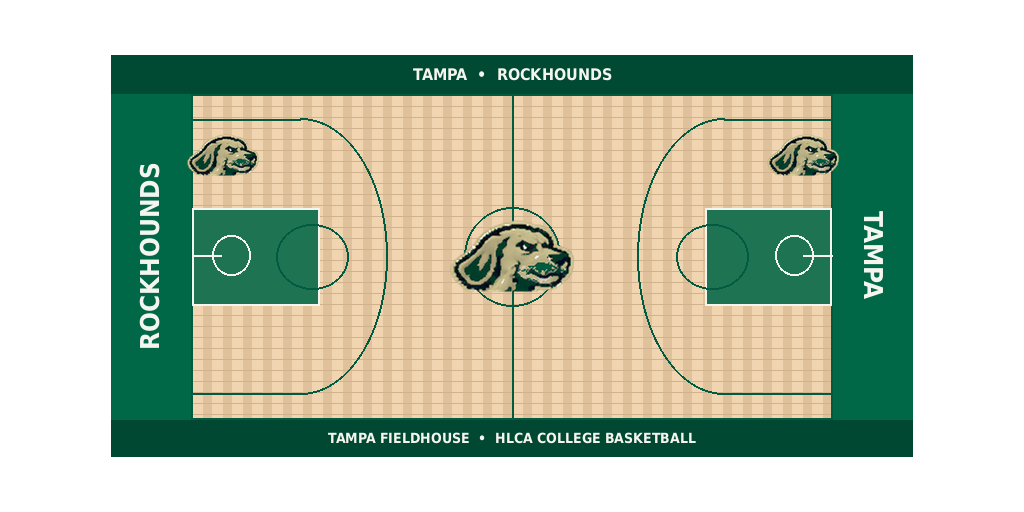 TAMPA • ROCKHOUNDS
ROCKHOUNDS
TAMPA
TAMPA FIELDHOUSE • HLCA COLLEGE BASKETBALL